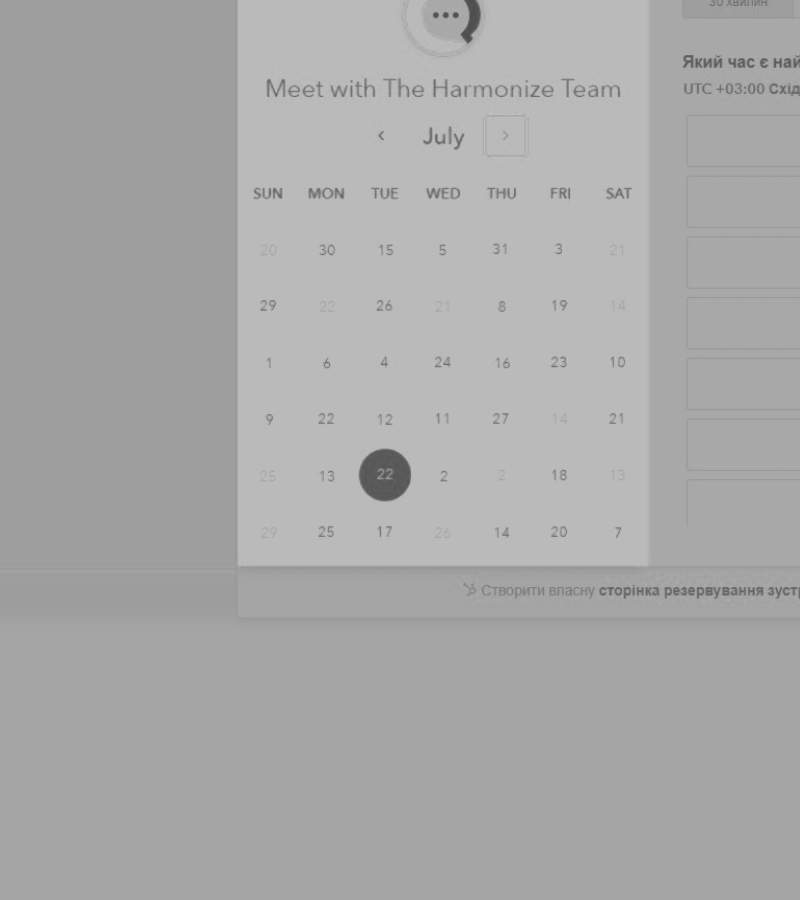 30 хвилин
Meet with The Harmonize Team
Який час є най
UTC +03:00 Схід
‹ July ›
SUN MON TUE WED THU FRI SAT
20 30 15 5 31 3 21
29 22 26 21 8 19 14
1 6 4 24 16 23 10
9 22 12 11 27 14 21
25 13 22 2 2 18 13
29 25 17 26 14 20 7
Створити власну сторінка резервування зуст